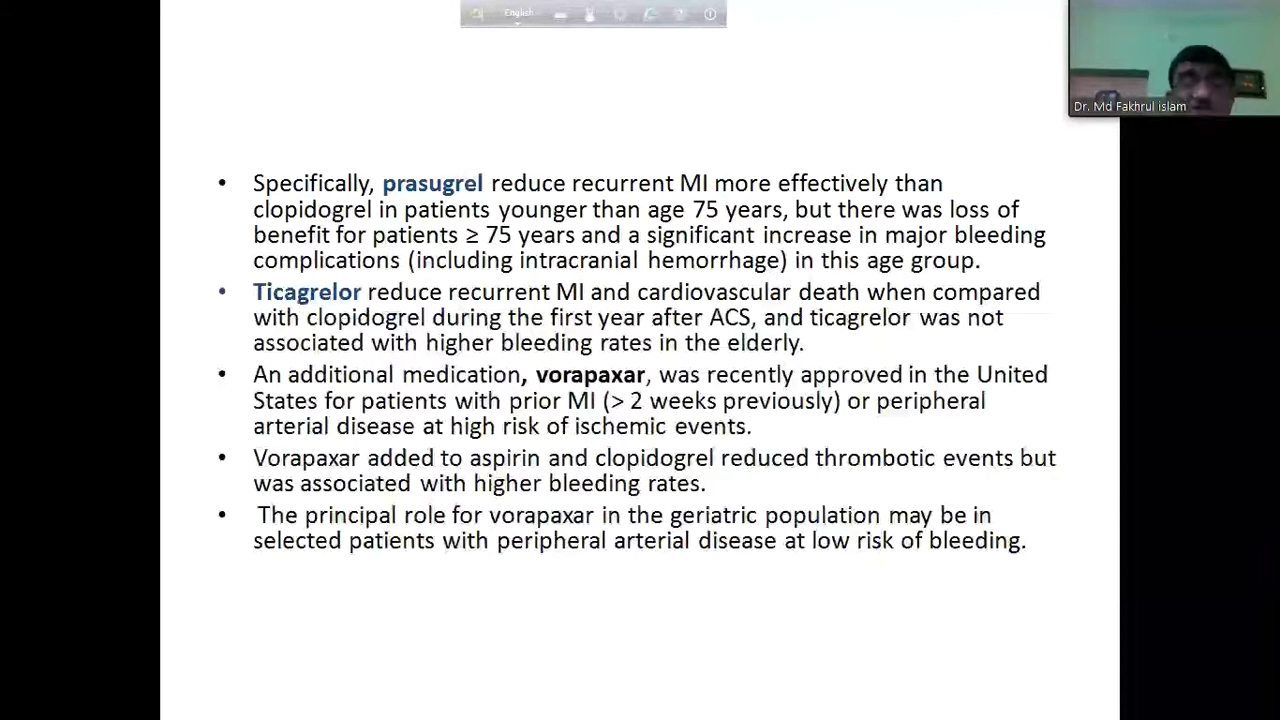 English
Dr. Md Fakhrul islam
• Specifically, prasugrel reduce recurrent MI more effectively than
clopidogrel in patients younger than age 75 years, but there was loss of
benefit for patients ≥ 75 years and a significant increase in major bleeding
complications (including intracranial hemorrhage) in this age group.
• Ticagrelor reduce recurrent MI and cardiovascular death when compared
with clopidogrel during the first year after ACS, and ticagrelor was not
associated with higher bleeding rates in the elderly.
• An additional medication, vorapaxar, was recently approved in the United
States for patients with prior MI (> 2 weeks previously) or peripheral
arterial disease at high risk of ischemic events.
• Vorapaxar added to aspirin and clopidogrel reduced thrombotic events but
was associated with higher bleeding rates.
• The principal role for vorapaxar in the geriatric population may be in
selected patients with peripheral arterial disease at low risk of bleeding.